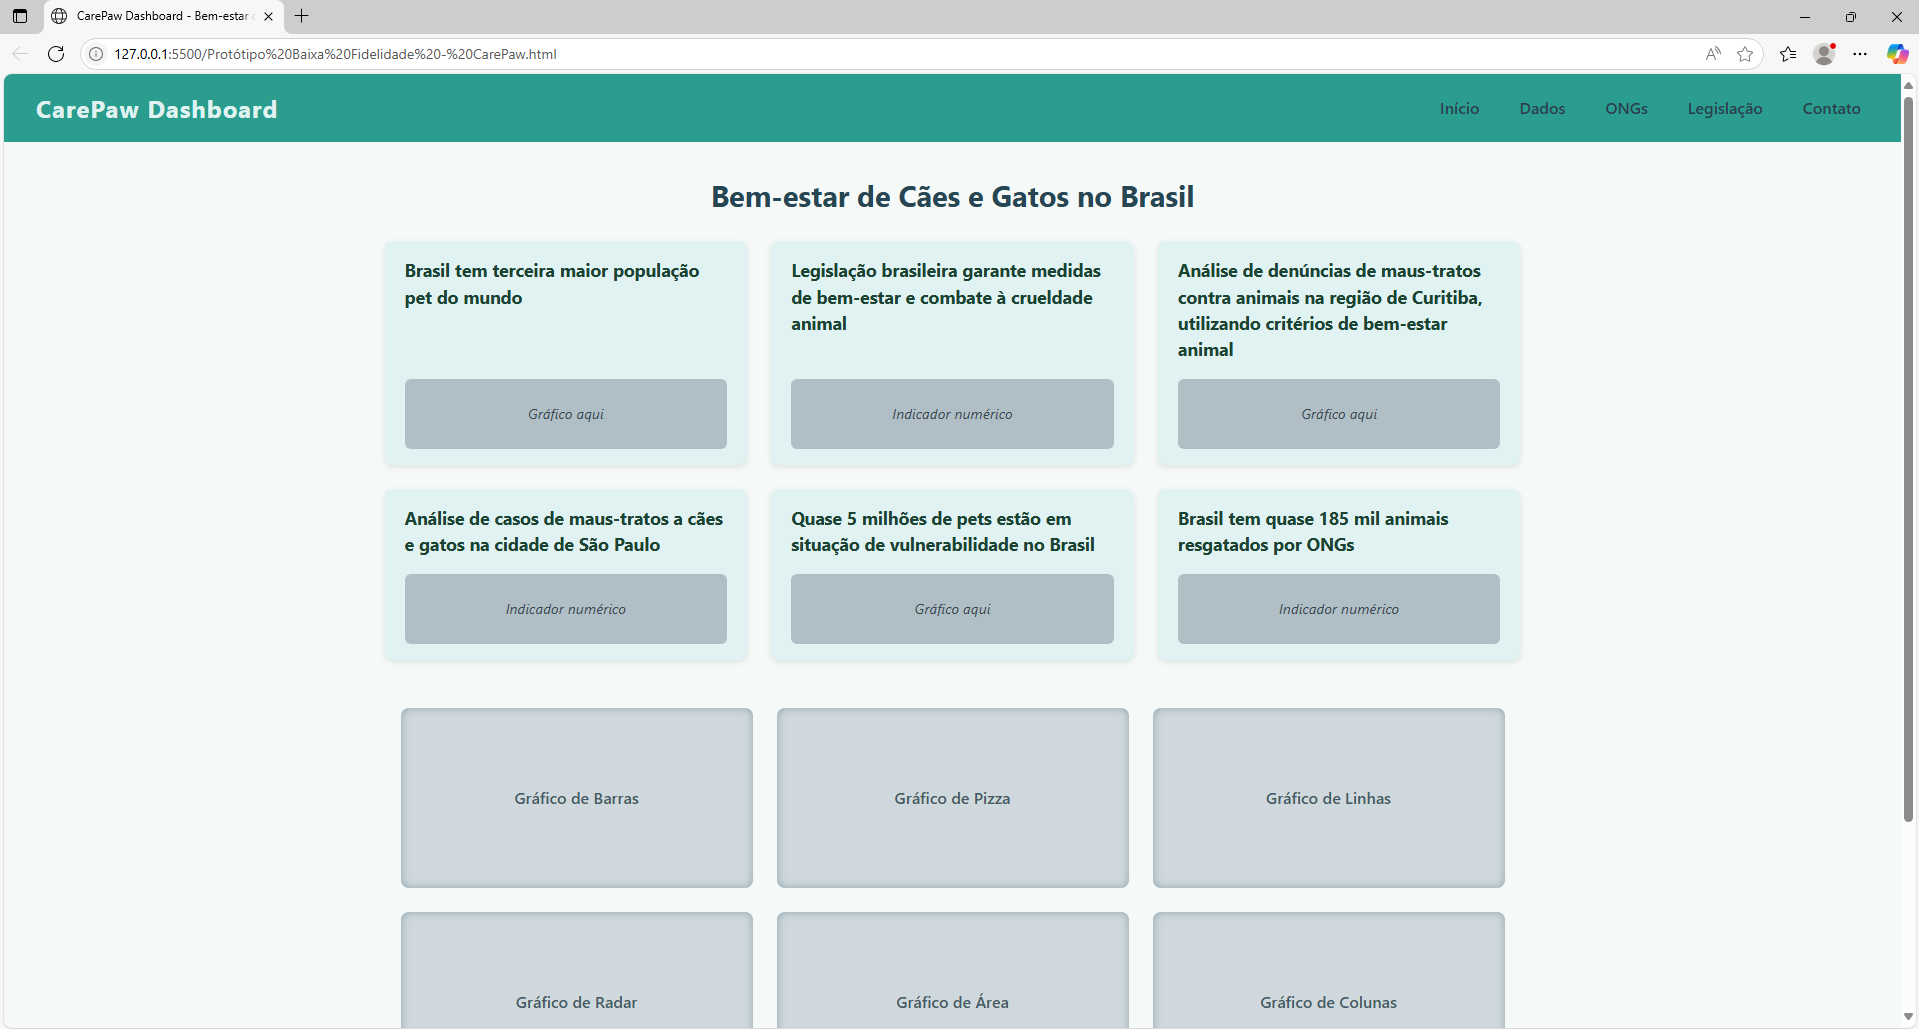 CarePaw Dashboard - Bem-estar
127.0.0.1:5500/Protótipo%20Baixa%20Fidelidade%20-%20CarePaw.html
CarePaw Dashboard
Início
Dados
ONGs
Legislação
Contato
Bem-estar de Cães e Gatos no Brasil
Brasil tem terceira maior população
pet do mundo
Gráfico aqui
Legislação brasileira garante medidas
de bem-estar e combate à crueldade
animal
Indicador numérico
Análise de denúncias de maus-tratos
contra animais na região de Curitiba,
utilizando critérios de bem-estar
animal
Gráfico aqui
Análise de casos de maus-tratos a cães
e gatos na cidade de São Paulo
Indicador numérico
Quase 5 milhões de pets estão em
situação de vulnerabilidade no Brasil
Gráfico aqui
Brasil tem quase 185 mil animais
resgatados por ONGs
Indicador numérico
Gráfico de Barras
Gráfico de Pizza
Gráfico de Linhas
Gráfico de Radar
Gráfico de Área
Gráfico de Colunas